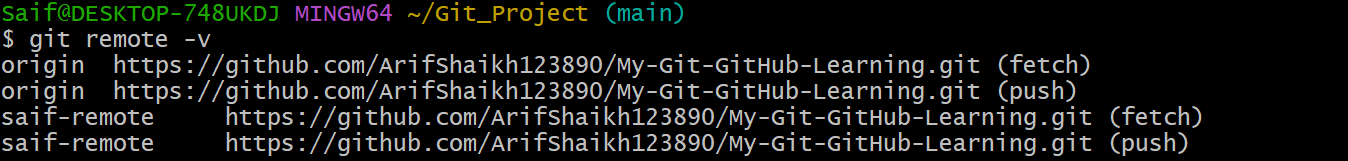 Saif@DESKTOP-748UKDJ MINGW64 ~/Git_Project (main)
$ git remote -v
origin  https://github.com/ArifShaikh123890/My-Git-GitHub-Learning.git (fetch)
origin  https://github.com/ArifShaikh123890/My-Git-GitHub-Learning.git (push)
saif-remote     https://github.com/ArifShaikh123890/My-Git-GitHub-Learning.git (fetch)
saif-remote     https://github.com/ArifShaikh123890/My-Git-GitHub-Learning.git (push)